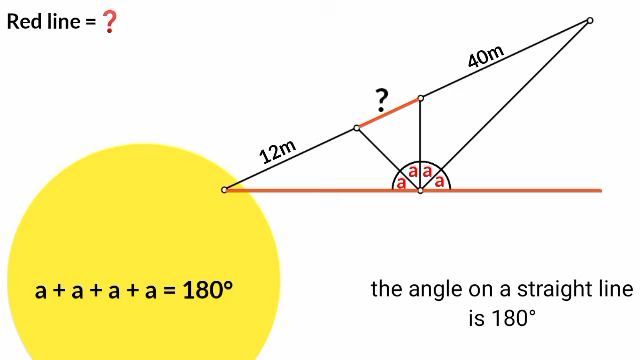 Red line = ❓
40m
?
12m
a a a a
a + a + a + a = 180°
the angle on a straight line
is 180°